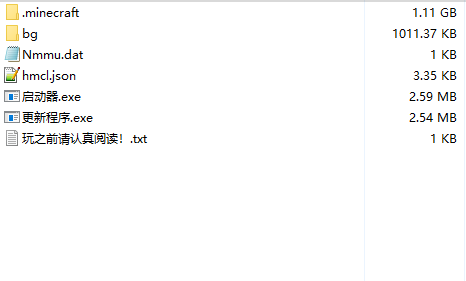 .minecraft 1.11 GB
bg 1011.37 KB
Nmmu.dat 1 KB
hmcl.json 3.35 KB
启动器.exe 2.59 MB
更新程序.exe 2.54 MB
玩之前请认真阅读！.txt 1 KB